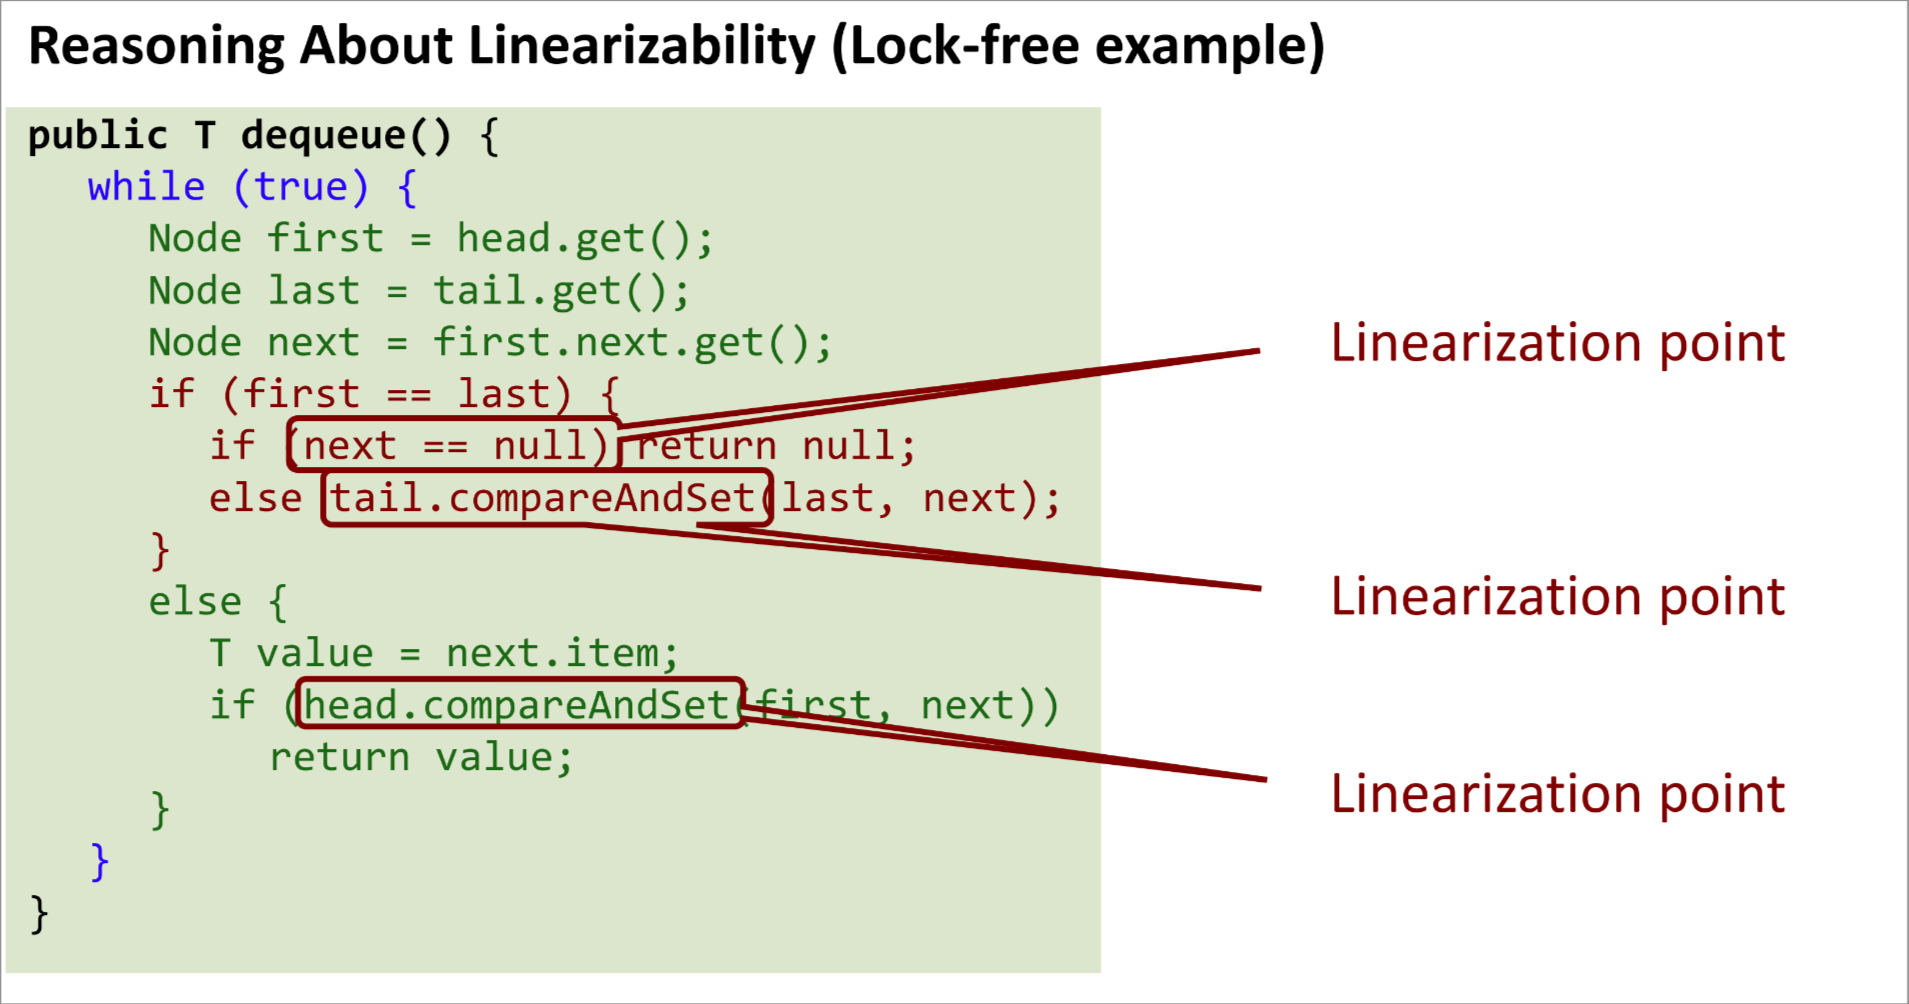 Reasoning About Linearizability (Lock-free example)
public T dequeue() {
while (true) {
Node first = head.get();
Node last = tail.get();
Node next = first.next.get();
if (first == last) {
if (next == null) return null;
else tail.compareAndSet(last, next);
}
else {
T value = next.item;
if (head.compareAndSet(first, next))
return value;
}
}
}
Linearization point
Linearization point
Linearization point